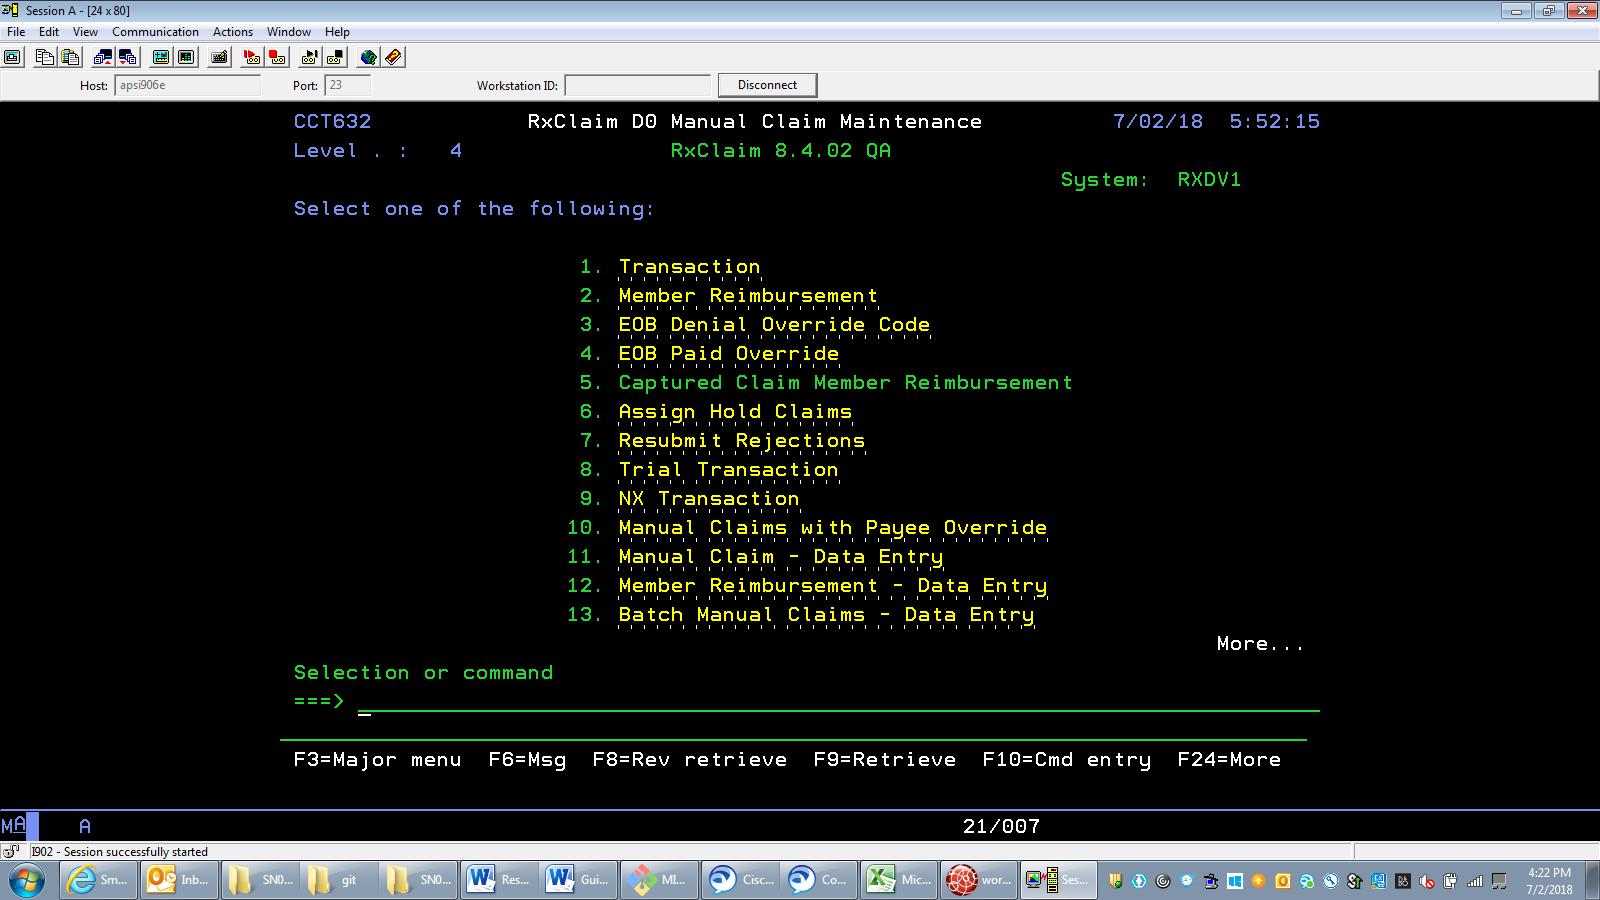 Session A - [24 x 80]
File Edit View Communication Actions Window Help
Host: apsi906e Port: 23 Workstation ID: Disconnect
CCT632 RxClaim D0 Manual Claim Maintenance 7/02/18 5:52:15
Level . : 4 RxClaim 8.4.02 QA
System: RXDV1
Select one of the following:
1. Transaction
2. Member Reimbursement
3. EOB Denial Override Code
4. EOB Paid Override
5. Captured Claim Member Reimbursement
6. Assign Hold Claims
7. Resubmit Rejections
8. Trial Transaction
9. NX Transaction
10. Manual Claims with Payee Override
11. Manual Claim - Data Entry
12. Member Reimbursement - Data Entry
13. Batch Manual Claims - Data Entry
More...
Selection or command
===>
F3=Major menu F6=Msg F8=Rev retrieve F9=Retrieve F10=Cmd entry F24=More
MA A 21/007
I902 - Session successfully started
Sm... Inb... SN0... git SN0... Res... Gui... MI... Cisc... Co... Mic... wor... Ses... 4:22 PM
7/2/2018